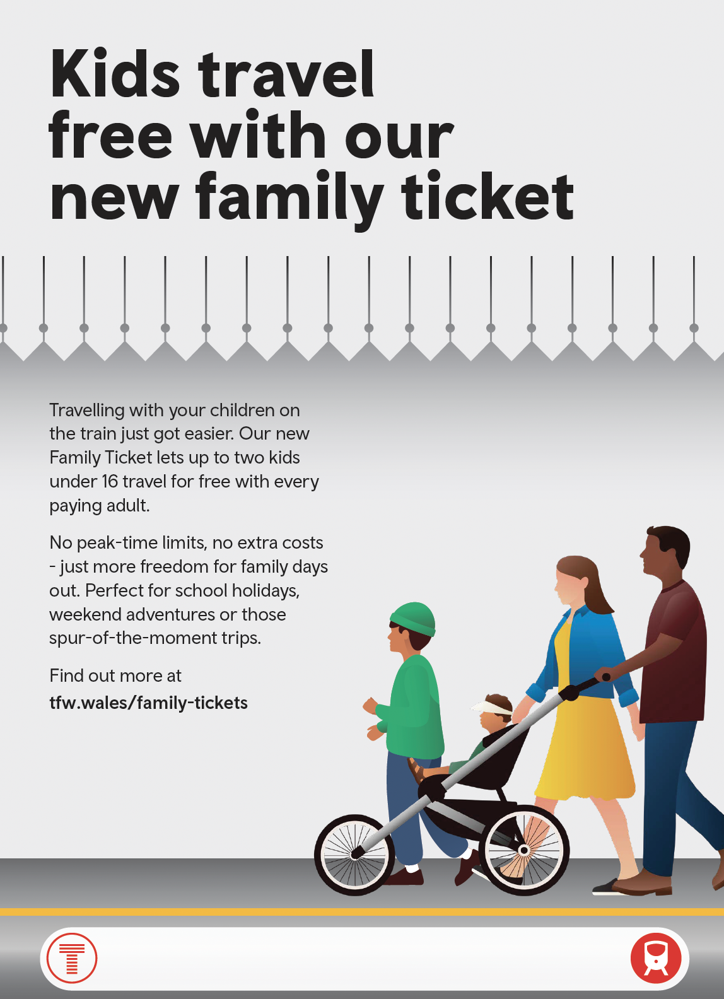 Kids travel
free with our
new family ticket
Travelling with your children on
the train just got easier. Our new
Family Ticket lets up to two kids
under 16 travel for free with every
paying adult.
No peak-time limits, no extra costs
- just more freedom for family days
out. Perfect for school holidays,
weekend adventures or those
spur-of-the-moment trips.
Find out more at
tfw.wales/family-tickets
T